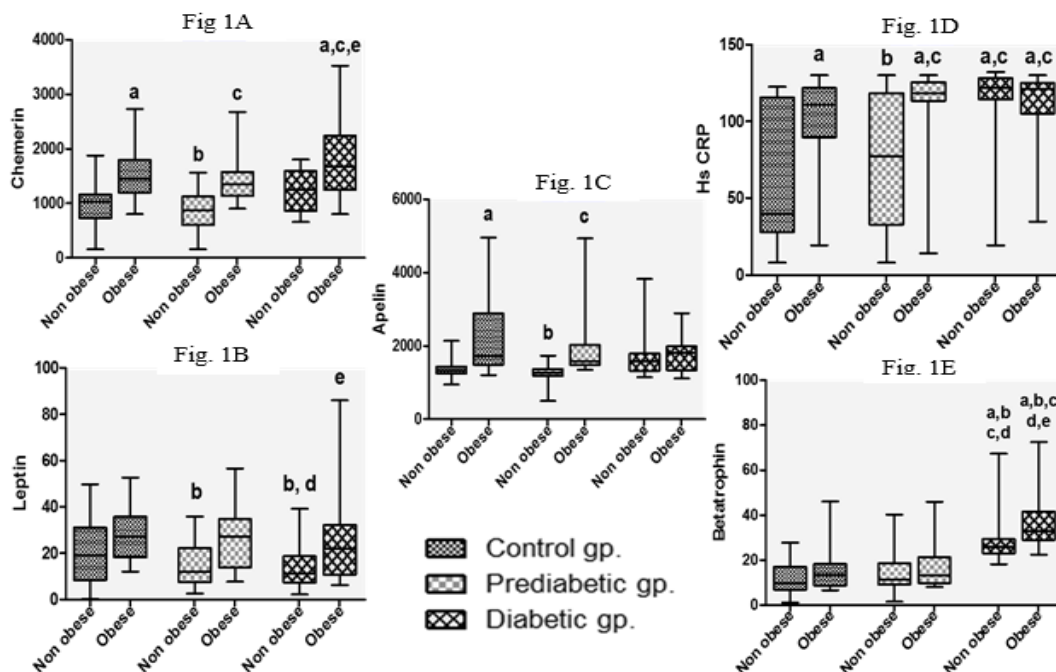 Fig 1A
4000
3000
2000
1000
0
Chemerin
a
b
c
a,c,e
Non obese
Obese
Non obese
Obese
Non obese
Obese
Fig. 1B
100
80
60
40
20
0
Leptin
b
b, d
e
Non obese
Obese
Non obese
Obese
Non obese
Obese
Fig. 1C
6000
4000
2000
0
Apelin
a
b
c
Non obese
Obese
Non obese
Obese
Non obese
Obese
Control gp.
Prediabetic gp.
Diabetic gp.
Fig. 1D
150
100
50
0
Hs CRP
a
b
a,c
a,c
a,c
Non obese
Obese
Non obese
Obese
Non obese
Obese
Fig. 1E
100
80
60
40
20
0
Betatrophin
a,b
c,d
a,b,c
d,e
Non obese
Obese
Non obese
Obese
Non obese
Obese